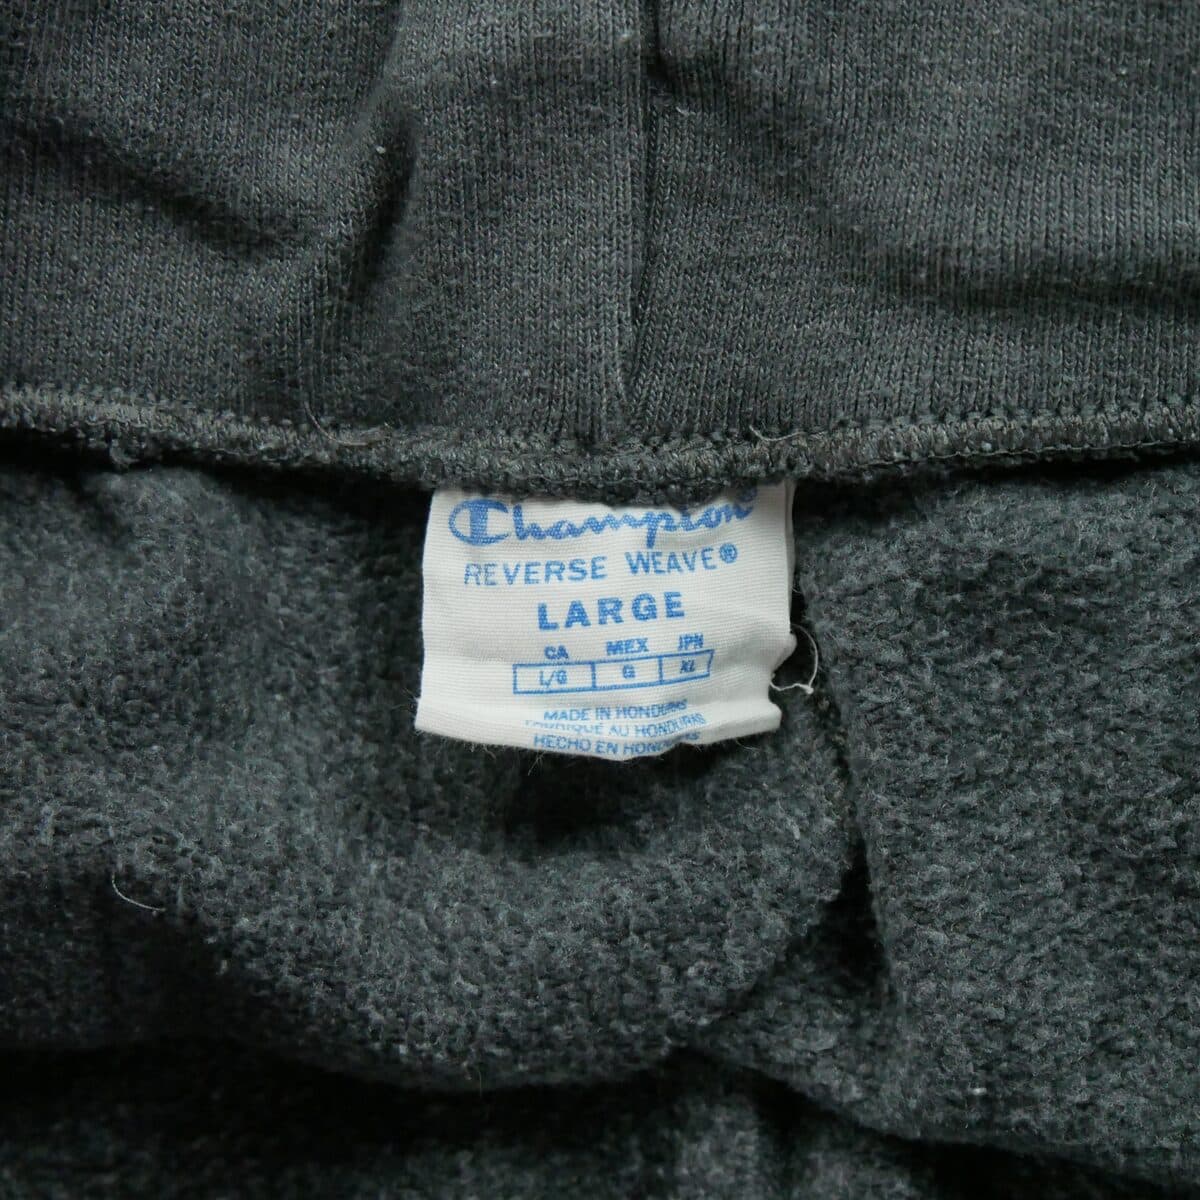 Champion®
REVERSE WEAVE®
LARGE
CA MEX JPN
L/G G XL
MADE IN HONDURAS
FABRIQUÉ AU HONDURAS
HECHO EN HONDURAS